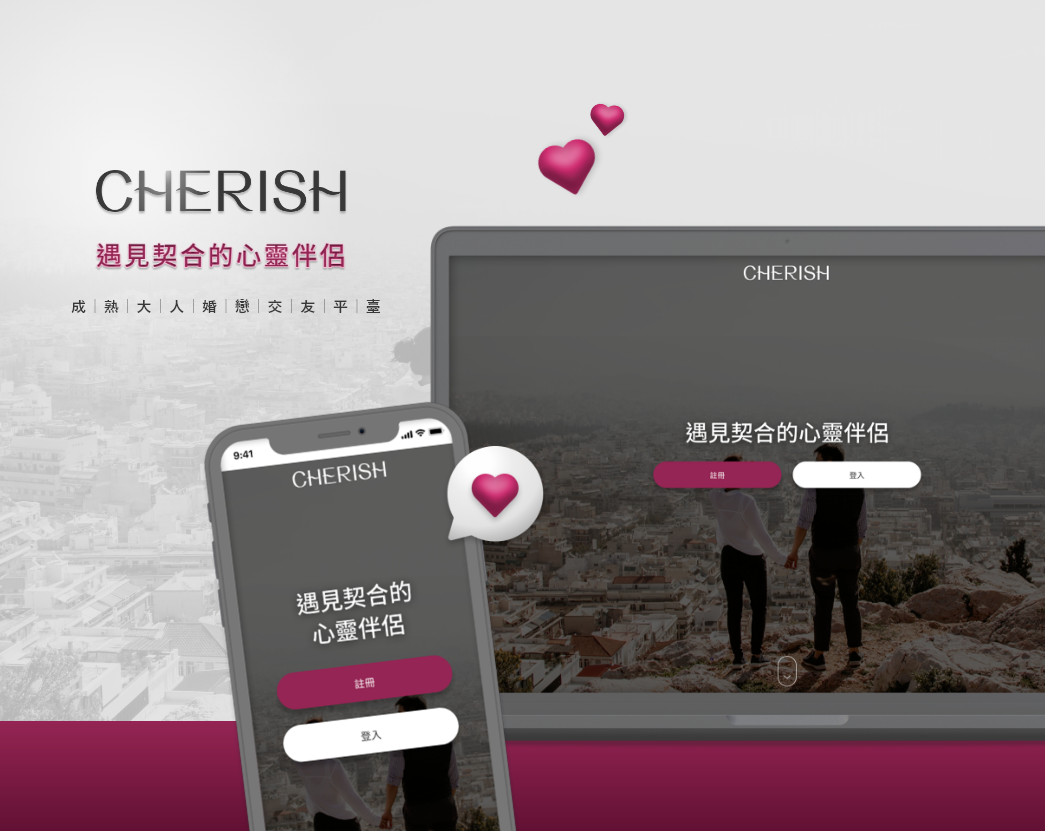 CHERISH
遇見契合的心靈伴侶
成|熟|大|人|婚|戀|交|友|平|臺
CHERISH
遇見契合的心靈伴侶
註冊
登入
9:41
CHERISH
遇見契合的
心靈伴侶
註冊
登入